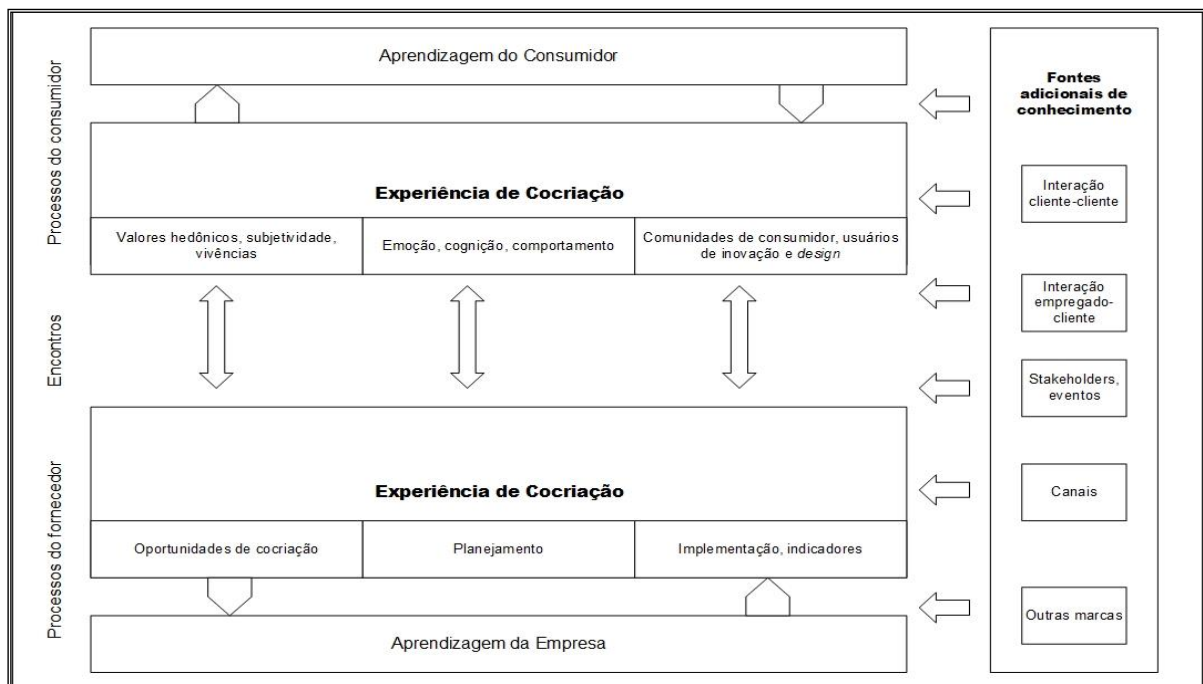 Processos do consumidor
Encontros
Processos do fornecedor
Aprendizagem do Consumidor
Experiência de Cocriação
Valores hedônicos, subjetividade,
vivências
Emoção, cognição, comportamento
Comunidades de consumidor, usuários
de inovação e design
Experiência de Cocriação
Oportunidades de cocriação
Planejamento
Implementação, indicadores
Aprendizagem da Empresa
Fontes
adicionais de
conhecimento
Interação
cliente-cliente
Interação
empregado-
cliente
Stakeholders,
eventos
Canais
Outras marcas